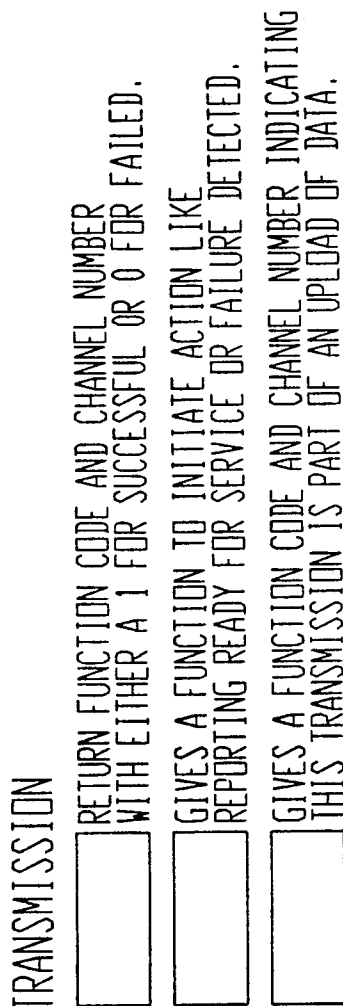 TRANSMISSION
RETURN FUNCTION CODE AND CHANNEL NUMBER
WITH EITHER A 1 FOR SUCCESSFUL OR 0 FOR FAILED.
GIVES A FUNCTION TO INITIATE ACTION LIKE
REPORTING READY FOR SERVICE OR FAILURE DETECTED.
GIVES A FUNCTION CODE AND CHANNEL NUMBER INDICATING
THIS TRANSMISSION IS PART OF AN UPLOAD OF DATA.